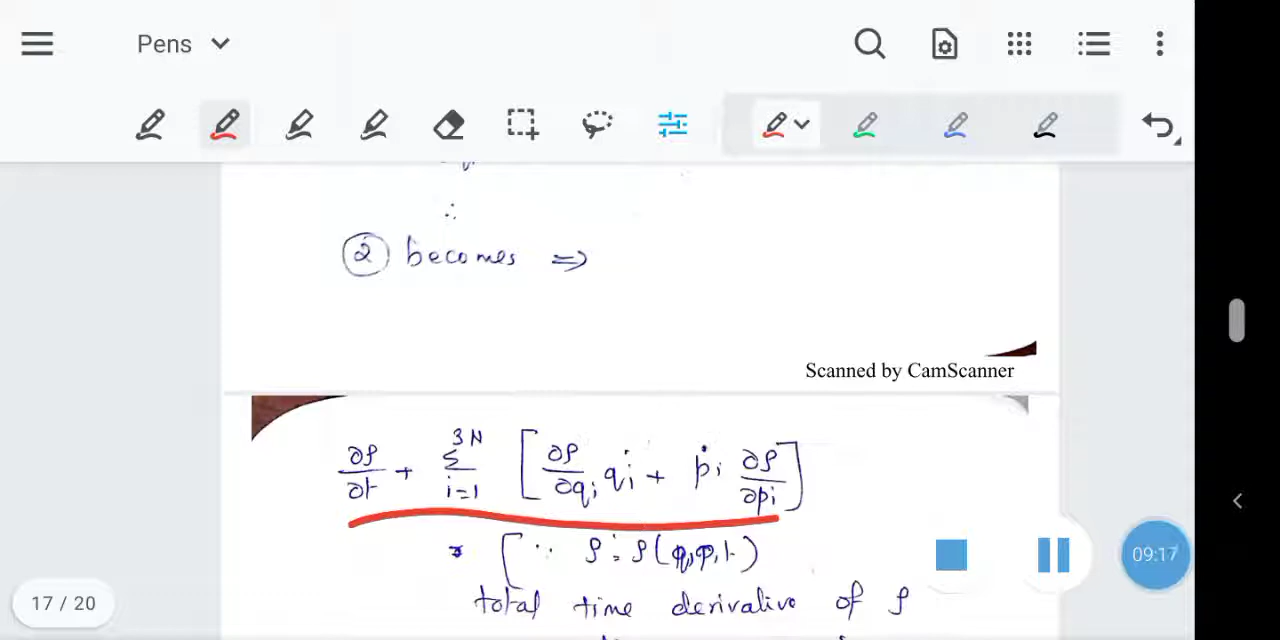 Pens
∴
② becomes ⇒
Scanned by CamScanner
∂ρ/∂t + Σ_{i=1}^{3N} [ ∂ρ/∂q_i q̇_i + ṗ_i ∂ρ/∂p_i ]
[ ∵ ρ = ρ(q,p,t)
total time derivative of ρ
17 / 20
09:17